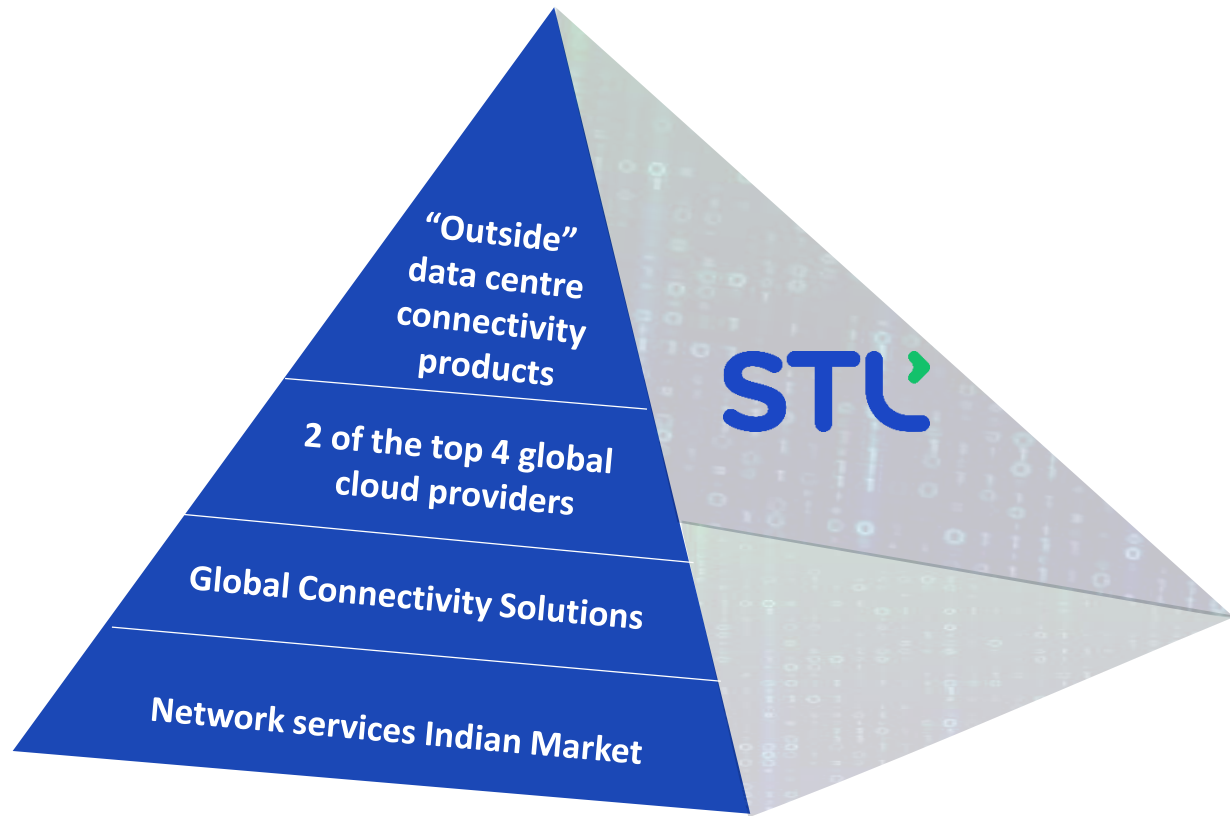 “Outside”
data centre
connectivity
products
2 of the top 4 global
cloud providers
Global Connectivity Solutions
Network services Indian Market
STL